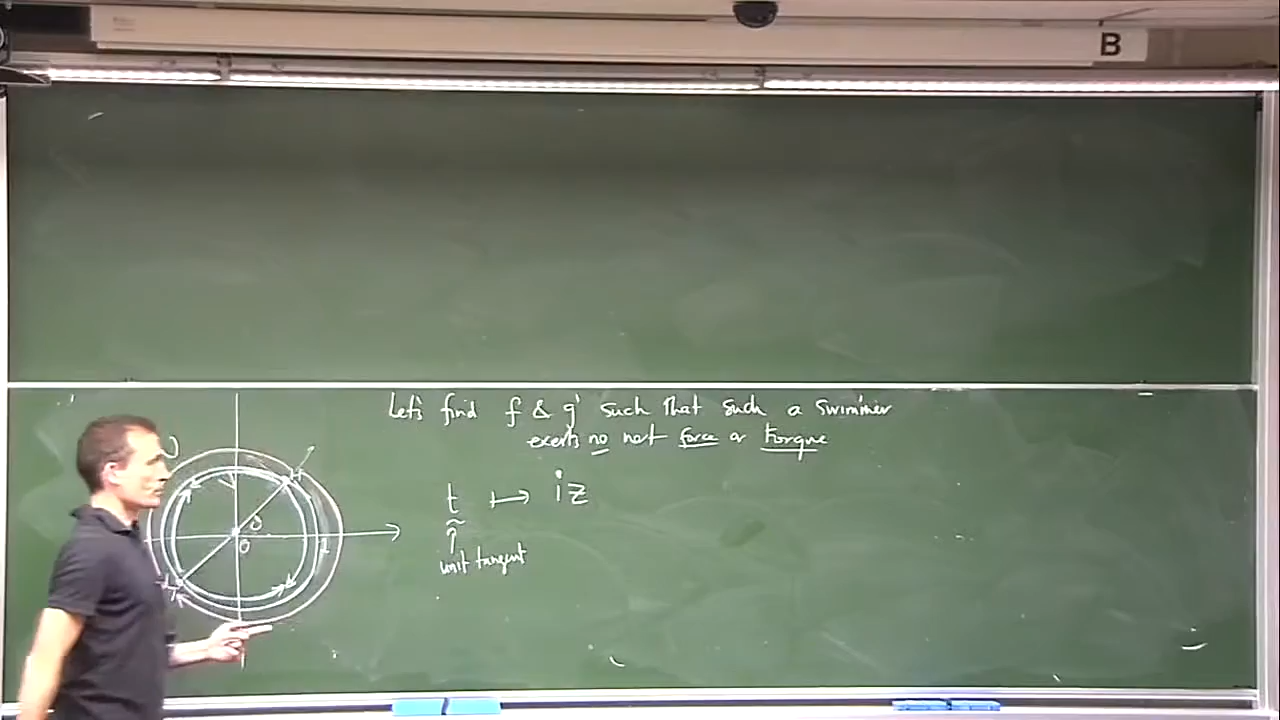 B
Let's find f & g' such that such a swimmer
exerts no net force or torque
t ↦ iz
~
↑
unit tangent
O